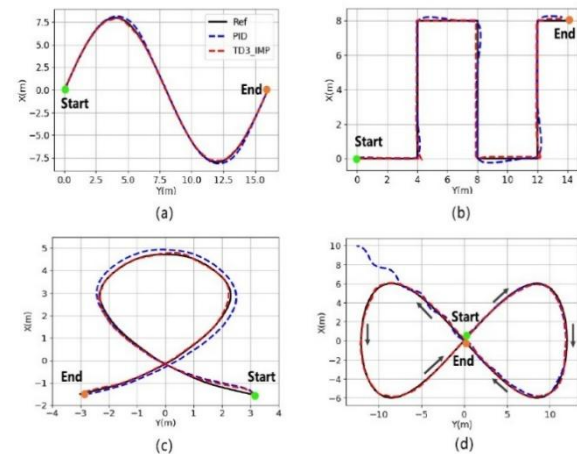 7.5
5.0
2.5
0.0
-2.5
-5.0
-7.5
X(m)
Ref
PID
TD3_IMP
Start
End
0.0 2.5 5.0 7.5 10.0 12.5 15.0
Y(m)
(a)
8
6
4
2
0
X(m)
End
Start
0 2 4 6 8 10 12 14
Y(m)
(b)
5
4
3
2
1
0
-1
-2
X(m)
End
Start
-4 -3 -2 -1 0 1 2 3 4
Y(m)
(c)
10
8
6
4
2
0
-2
-4
-6
X(m)
Start
End
-10 -5 0 5 10
Y(m)
(d)